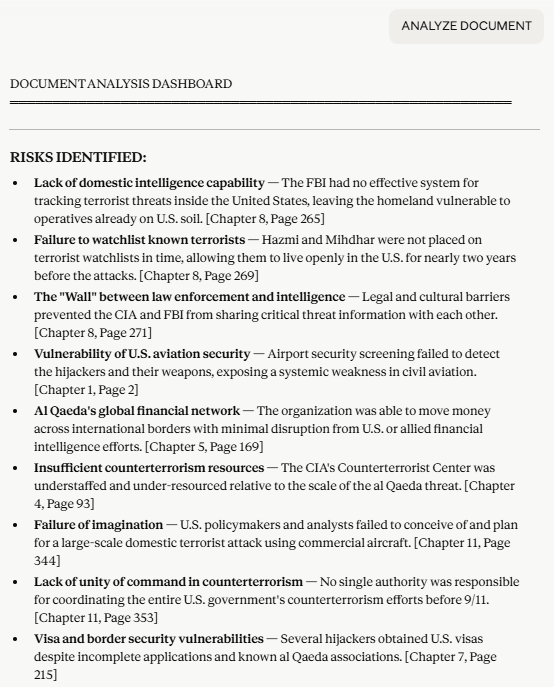 ANALYZE DOCUMENT
DOCUMENT ANALYSIS DASHBOARD
RISKS IDENTIFIED:
• Lack of domestic intelligence capability — The FBI had no effective system for
tracking terrorist threats inside the United States, leaving the homeland vulnerable to
operatives already on U.S. soil. [Chapter 8, Page 265]
• Failure to watchlist known terrorists — Hazmi and Mihdhar were not placed on
terrorist watchlists in time, allowing them to live openly in the U.S. for nearly two years
before the attacks. [Chapter 8, Page 269]
• The "Wall" between law enforcement and intelligence — Legal and cultural barriers
prevented the CIA and FBI from sharing critical threat information with each other.
[Chapter 8, Page 271]
• Vulnerability of U.S. aviation security — Airport security screening failed to detect
the hijackers and their weapons, exposing a systemic weakness in civil aviation.
[Chapter 1, Page 2]
• Al Qaeda's global financial network — The organization was able to move money
across international borders with minimal disruption from U.S. or allied financial
intelligence efforts. [Chapter 5, Page 169]
• Insufficient counterterrorism resources — The CIA's Counterterrorist Center was
understaffed and under-resourced relative to the scale of the al Qaeda threat. [Chapter
4, Page 93]
• Failure of imagination — U.S. policymakers and analysts failed to conceive of and plan
for a large-scale domestic terrorist attack using commercial aircraft. [Chapter 11, Page
344]
• Lack of unity of command in counterterrorism — No single authority was responsible
for coordinating the entire U.S. government's counterterrorism efforts before 9/11.
[Chapter 11, Page 353]
• Visa and border security vulnerabilities — Several hijackers obtained U.S. visas
despite incomplete applications and known al Qaeda associations. [Chapter 7, Page
215]